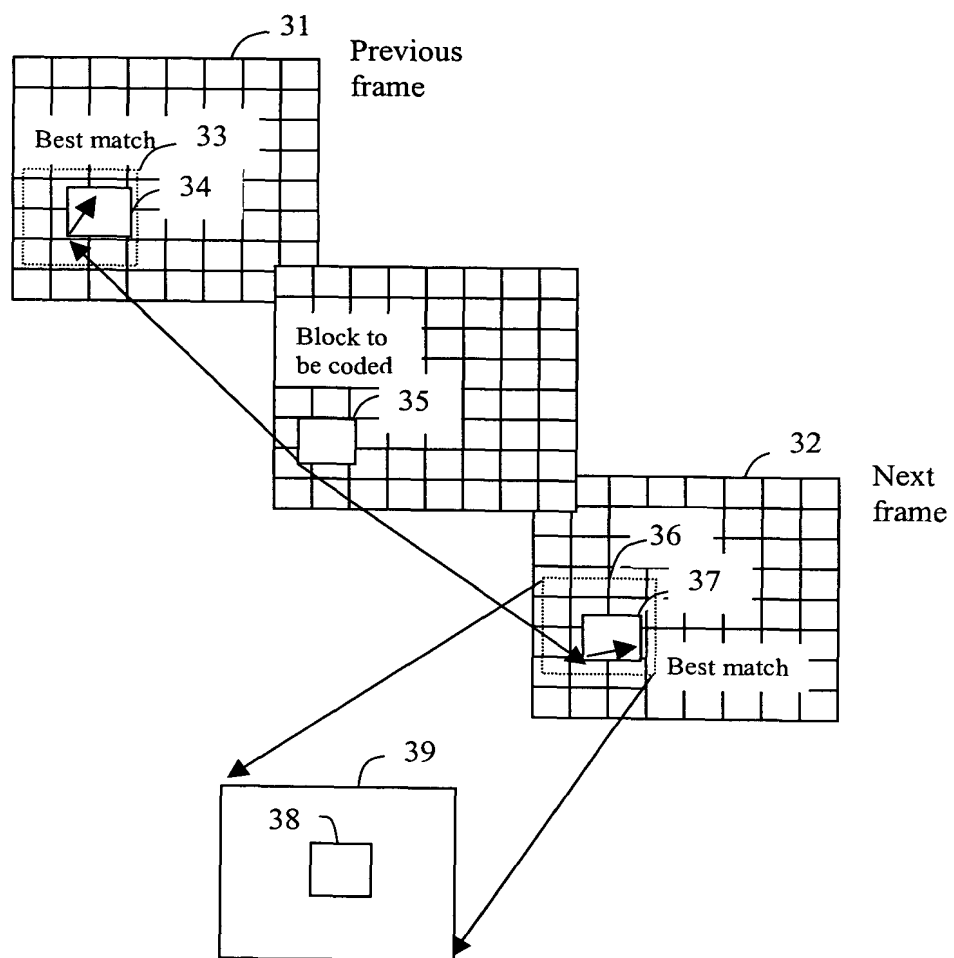 31
Previous
frame
Best match
33
34
Block to
be coded
35
32
Next
frame
36
37
Best match
39
38